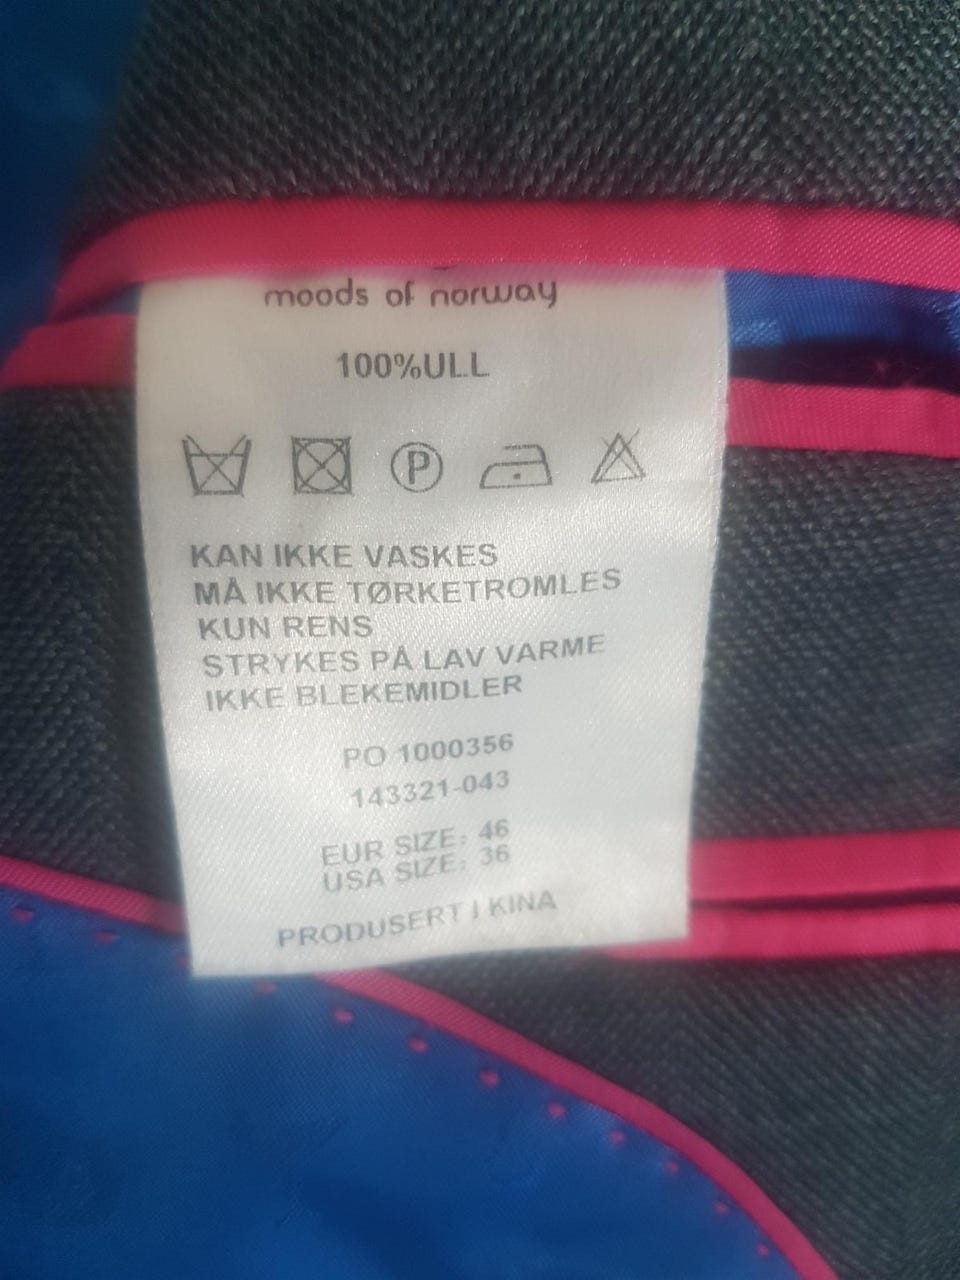 moods of norway
100%ULL
P
KAN IKKE VASKES
MÅ IKKE TØRKETROMLES
KUN RENS
STRYKES PÅ LAV VARME
IKKE BLEKEMIDLER
PO 1000356
143321-043
EUR SIZE: 46
USA SIZE: 36
PRODUSERT I KINA